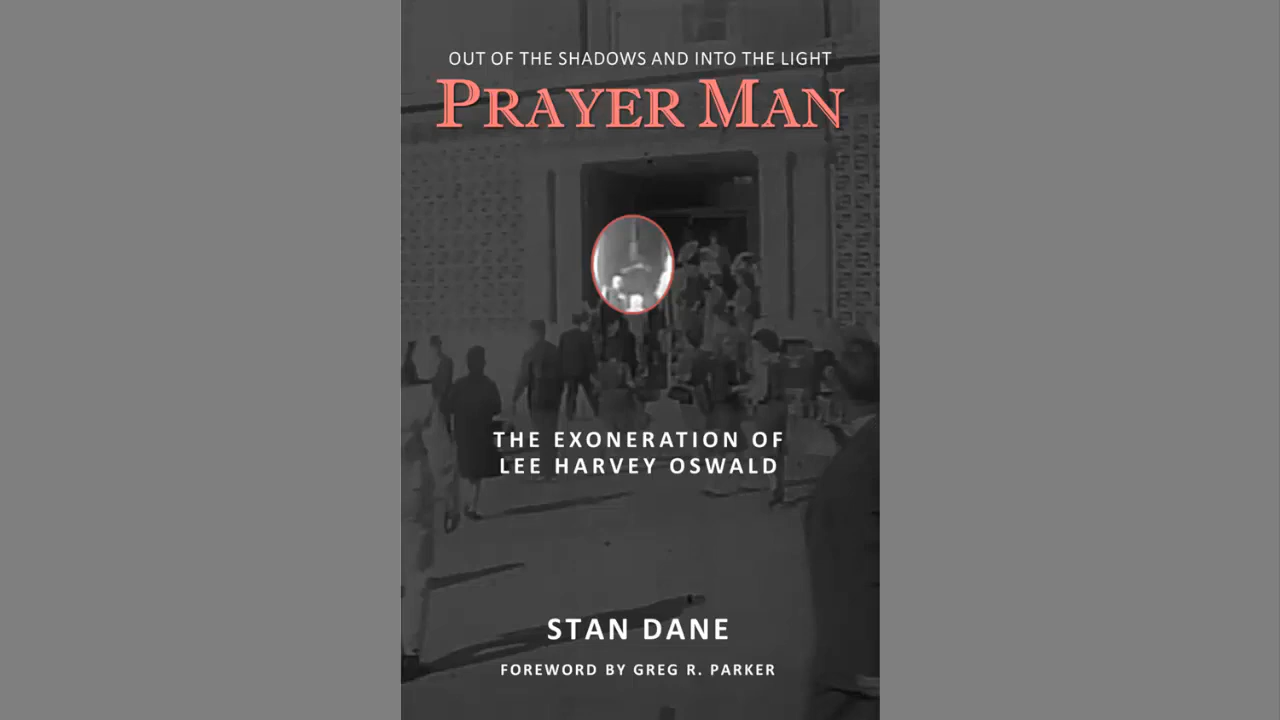 OUT OF THE SHADOWS AND INTO THE LIGHT
PRAYER MAN
THE EXONERATION OF
LEE HARVEY OSWALD
STAN DANE
FOREWORD BY GREG R. PARKER